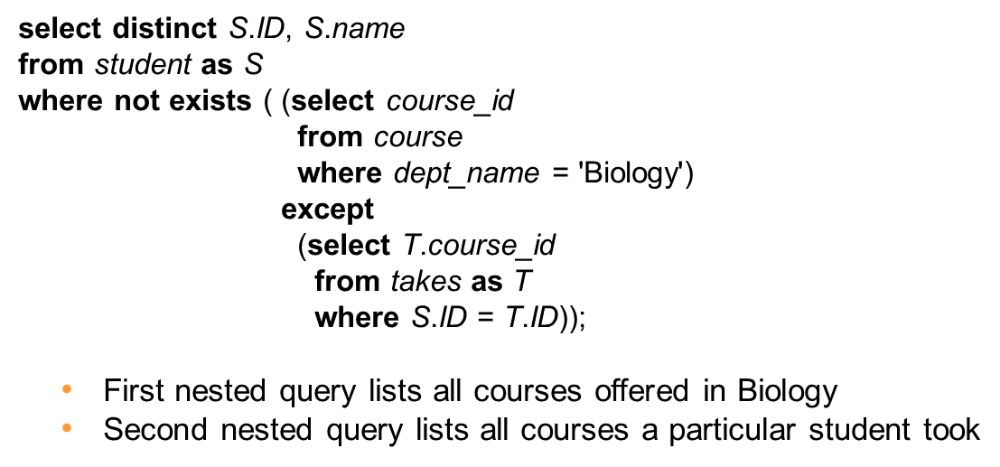 select distinct S.ID, S.name
from student as S
where not exists ( (select course_id
from course
where dept_name = 'Biology')
except
(select T.course_id
from takes as T
where S.ID = T.ID));
• First nested query lists all courses offered in Biology
• Second nested query lists all courses a particular student took